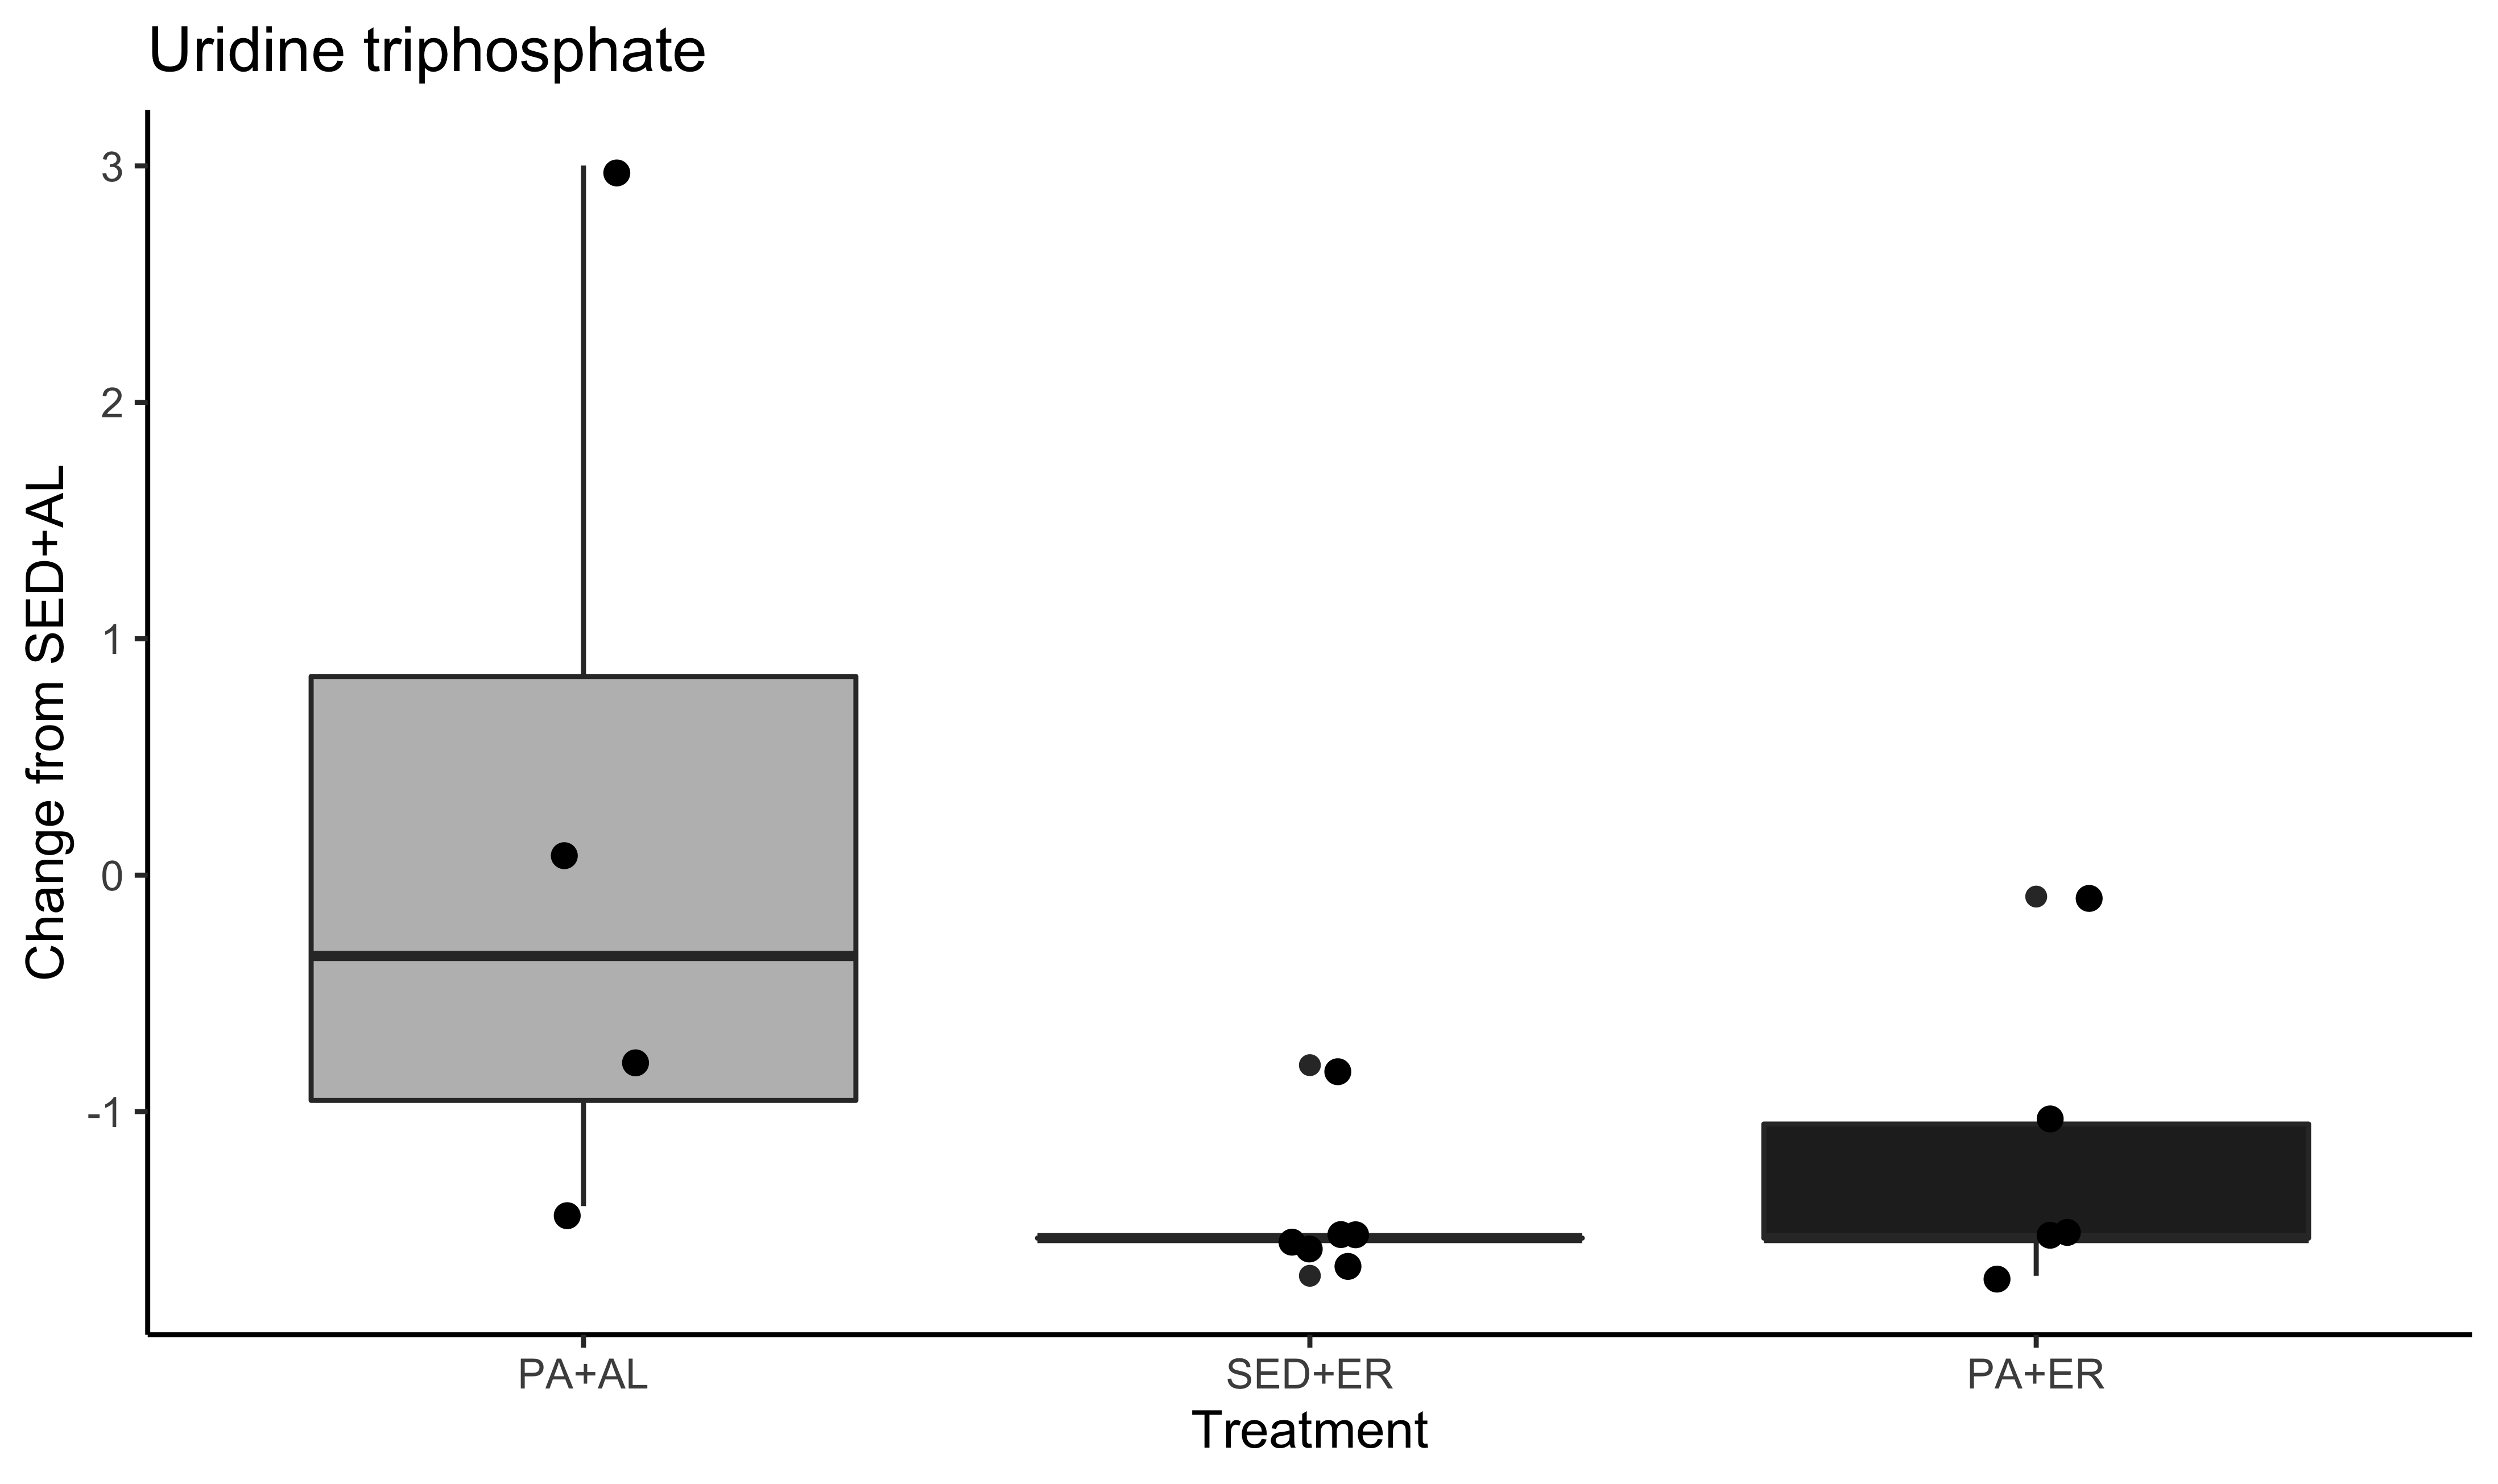 Uridine triphosphate
Change from SED+AL
3
2
1
0
-1
PA+AL
SED+ER
PA+ER
Treatment